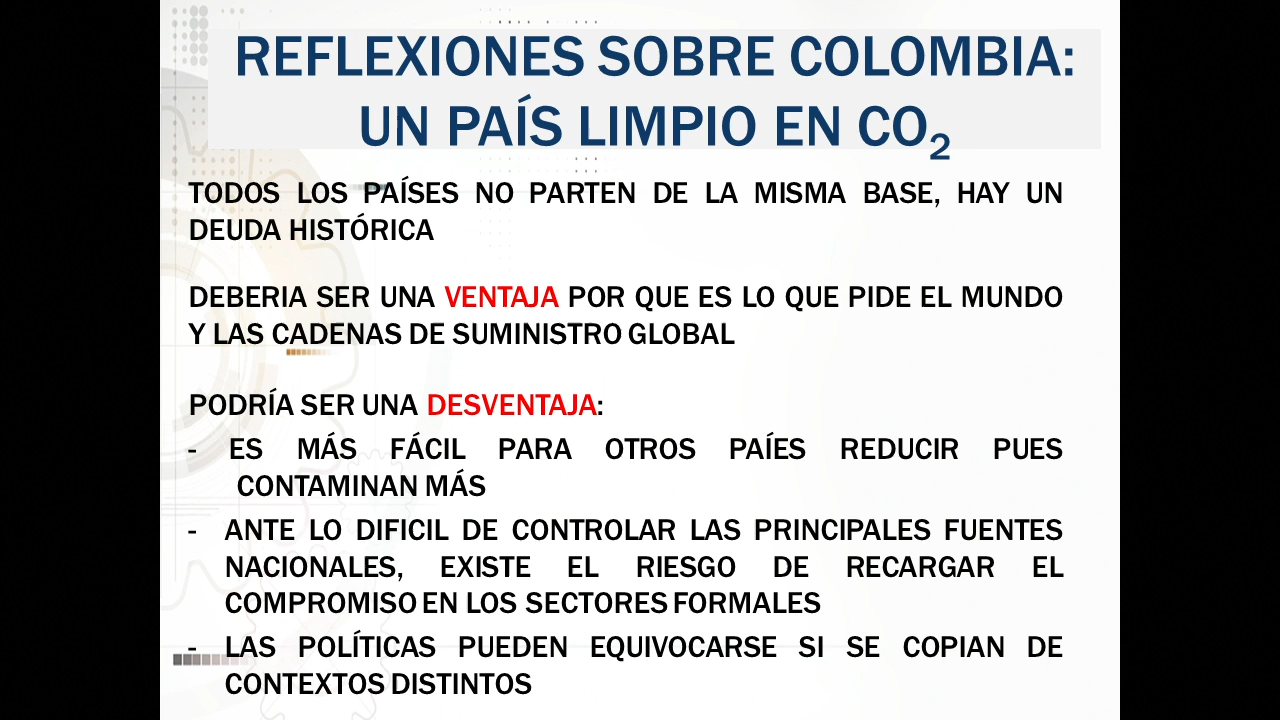 REFLEXIONES SOBRE COLOMBIA:
UN PAÍS LIMPIO EN CO₂
TODOS LOS PAÍSES NO PARTEN DE LA MISMA BASE, HAY UN
DEUDA HISTÓRICA
DEBERIA SER UNA VENTAJA POR QUE ES LO QUE PIDE EL MUNDO
Y LAS CADENAS DE SUMINISTRO GLOBAL
PODRÍA SER UNA DESVENTAJA:
- ES MÁS FÁCIL PARA OTROS PAÍES REDUCIR PUES
CONTAMINAN MÁS
- ANTE LO DIFICIL DE CONTROLAR LAS PRINCIPALES FUENTES
NACIONALES, EXISTE EL RIESGO DE RECARGAR EL
COMPROMISO EN LOS SECTORES FORMALES
- LAS POLÍTICAS PUEDEN EQUIVOCARSE SI SE COPIAN DE
CONTEXTOS DISTINTOS